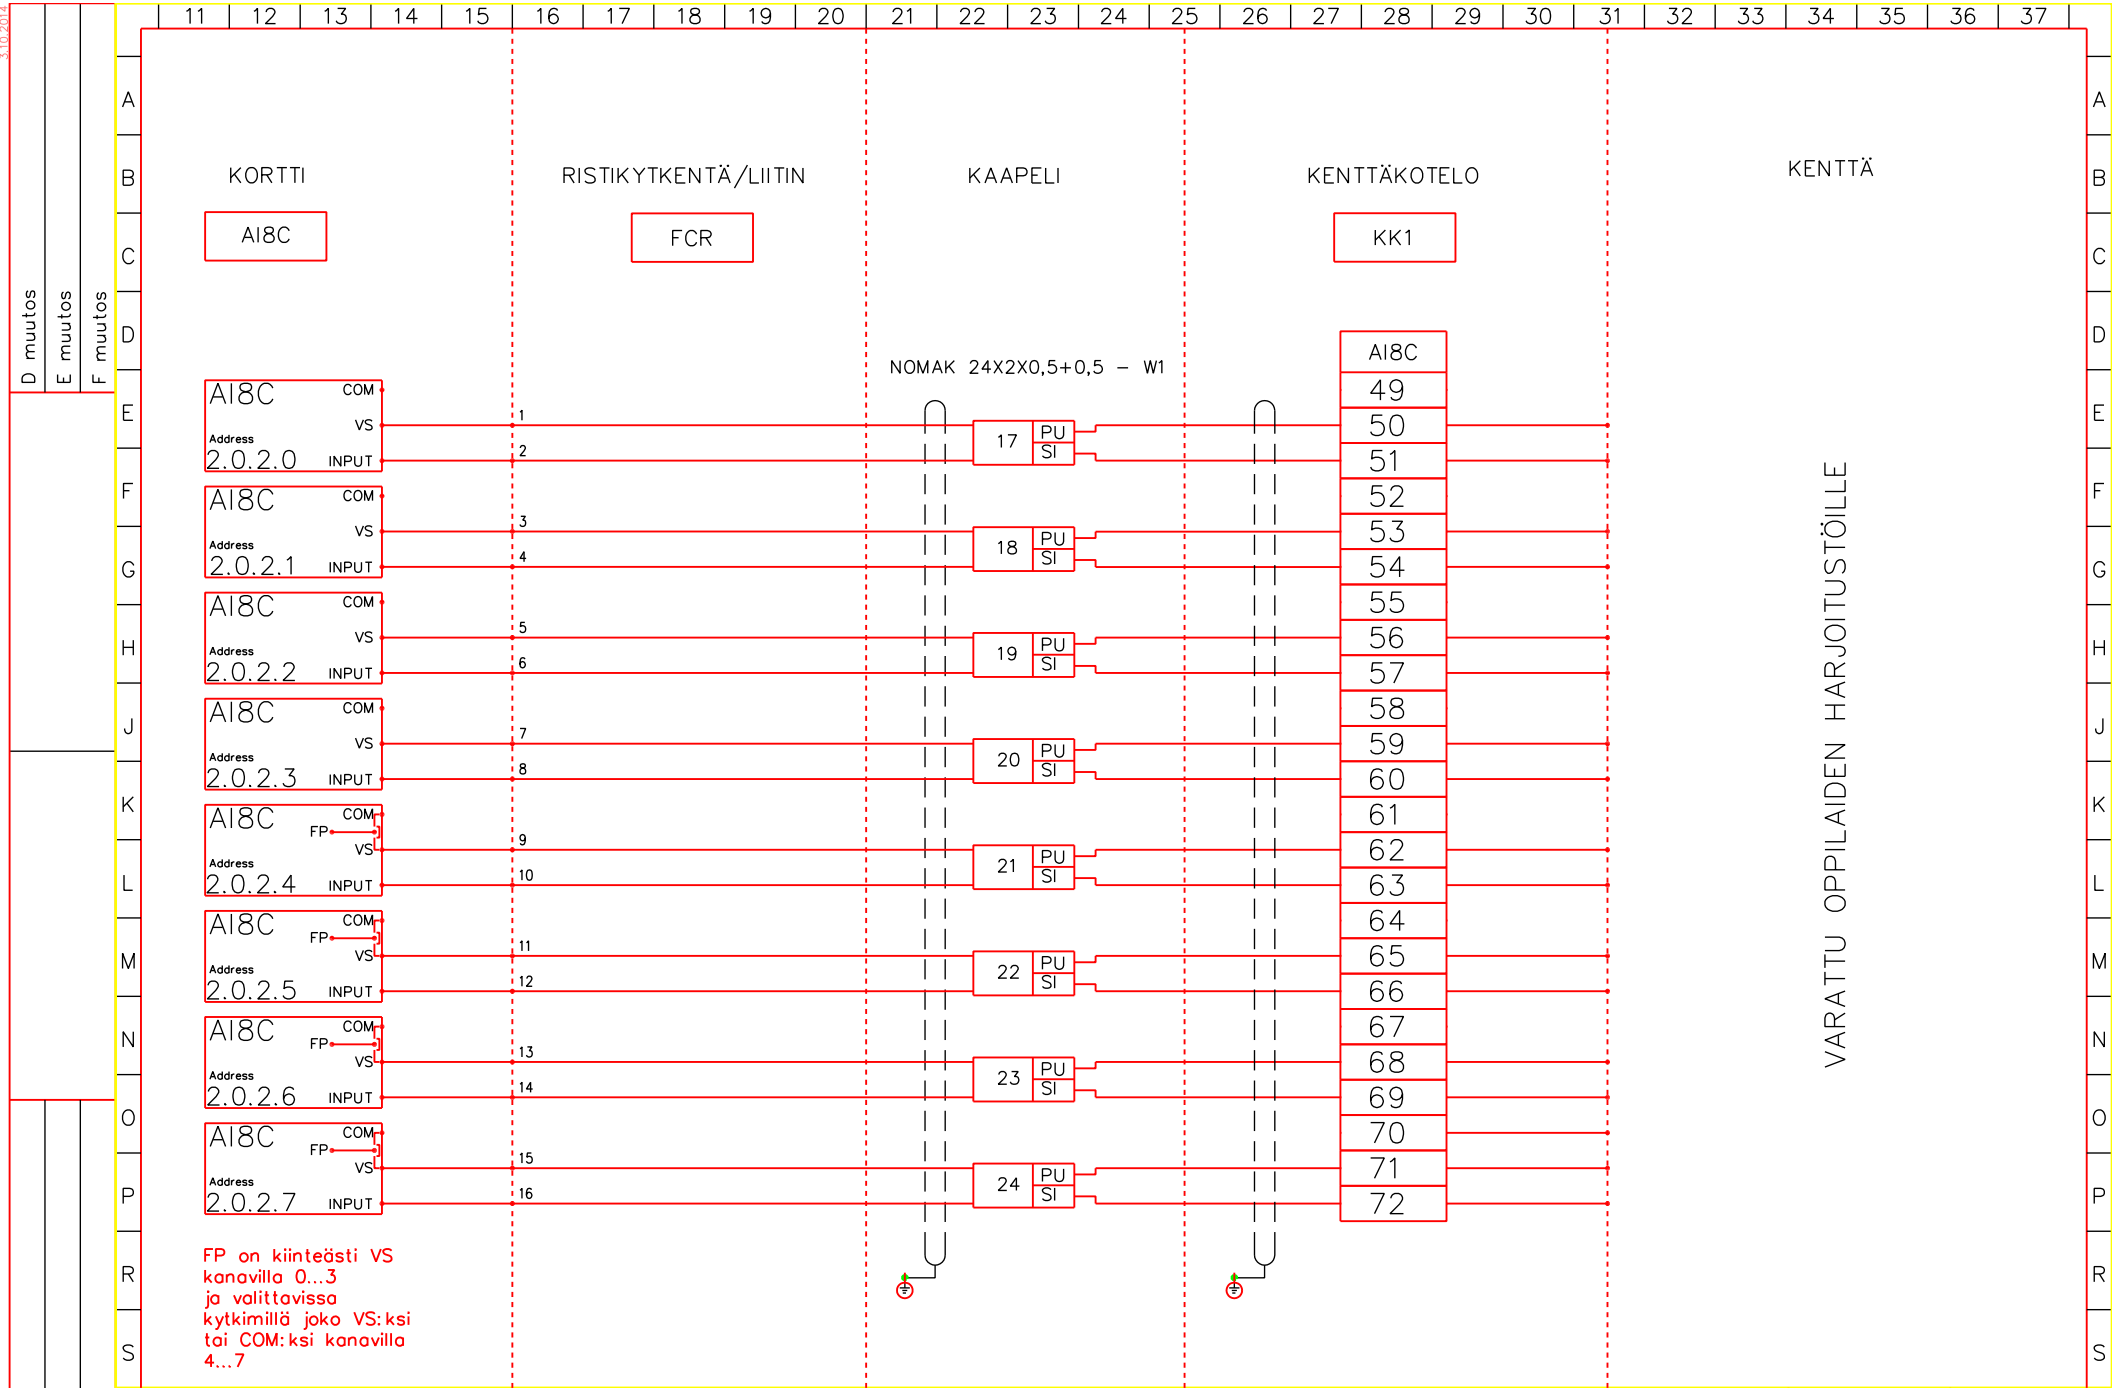 3.10.2014
11 12 13 14 15 16 17 18 19 20 21 22 23 24 25 26 27 28 29 30 31 32 33 34 35 36 37
D muutos
E muutos
F muutos
A A
B KORTTI RISTIKYTKENTÄ/LIITIN KAAPELI KENTTÄKOTELO KENTTÄ B
C AI8C FCR KK1 C
D D
NOMAK 24X2X0,5+0,5 - W1
AI8C
E E
AI8C COM 49
VS 1 50
17 PU
SI
Address
2.0.2.0 INPUT 2 51
F F
AI8C COM 52
VS 3 53
18 PU
SI
Address
2.0.2.1 INPUT 4 54
G G
AI8C COM 55
VS 5 56
19 PU
SI
Address
2.0.2.2 INPUT 6 57
H H
AI8C COM 58
VS 7 59
20 PU
SI
Address
2.0.2.3 INPUT 8 60
J J
AI8C COM 61
FP
VS 9 62
21 PU
SI
Address
2.0.2.4 INPUT 10 63
K K
L L
AI8C COM 64
FP
VS 11 65
22 PU
SI
Address
2.0.2.5 INPUT 12 66
M M
AI8C COM 67
FP
VS 13 68
23 PU
SI
Address
2.0.2.6 INPUT 14 69
N N
O O
AI8C COM 70
FP
VS 15 71
24 PU
SI
Address
2.0.2.7 INPUT 16 72
P P
VARATTU OPPILAIDEN HARJOITUSTÖILLE
R R
S S
FP on kiinteästi VS
kanavilla 0...3
ja valittavissa
kytkimillä joko VS:ksi
tai COM:ksi kanavilla
4...7